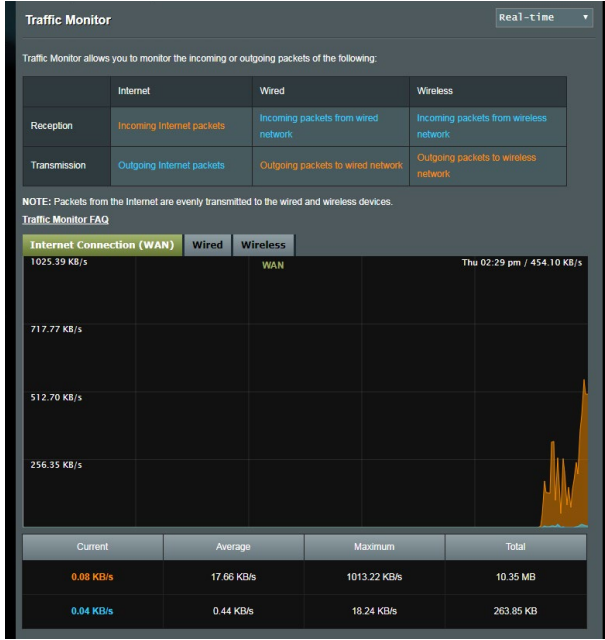 Traffic Monitor
Real-time
Traffic Monitor allows you to monitor the incoming or outgoing packets of the following:
Internet Wired Wireless
Reception Incoming Internet packets Incoming packets from wired network Incoming packets from wireless network
Transmission Outgoing Internet packets Outgoing packets to wired network Outgoing packets to wireless network
NOTE: Packets from the Internet are evenly transmitted to the wired and wireless devices.
Traffic Monitor FAQ
Internet Connection (WAN) Wired Wireless
1025.39 KB/s WAN Thu 02:29 pm / 454.10 KB/s
717.77 KB/s
512.70 KB/s
256.35 KB/s
Current Average Maximum Total
0.08 KB/s 17.66 KB/s 1013.22 KB/s 10.35 MB
0.04 KB/s 0.44 KB/s 18.24 KB/s 263.85 KB